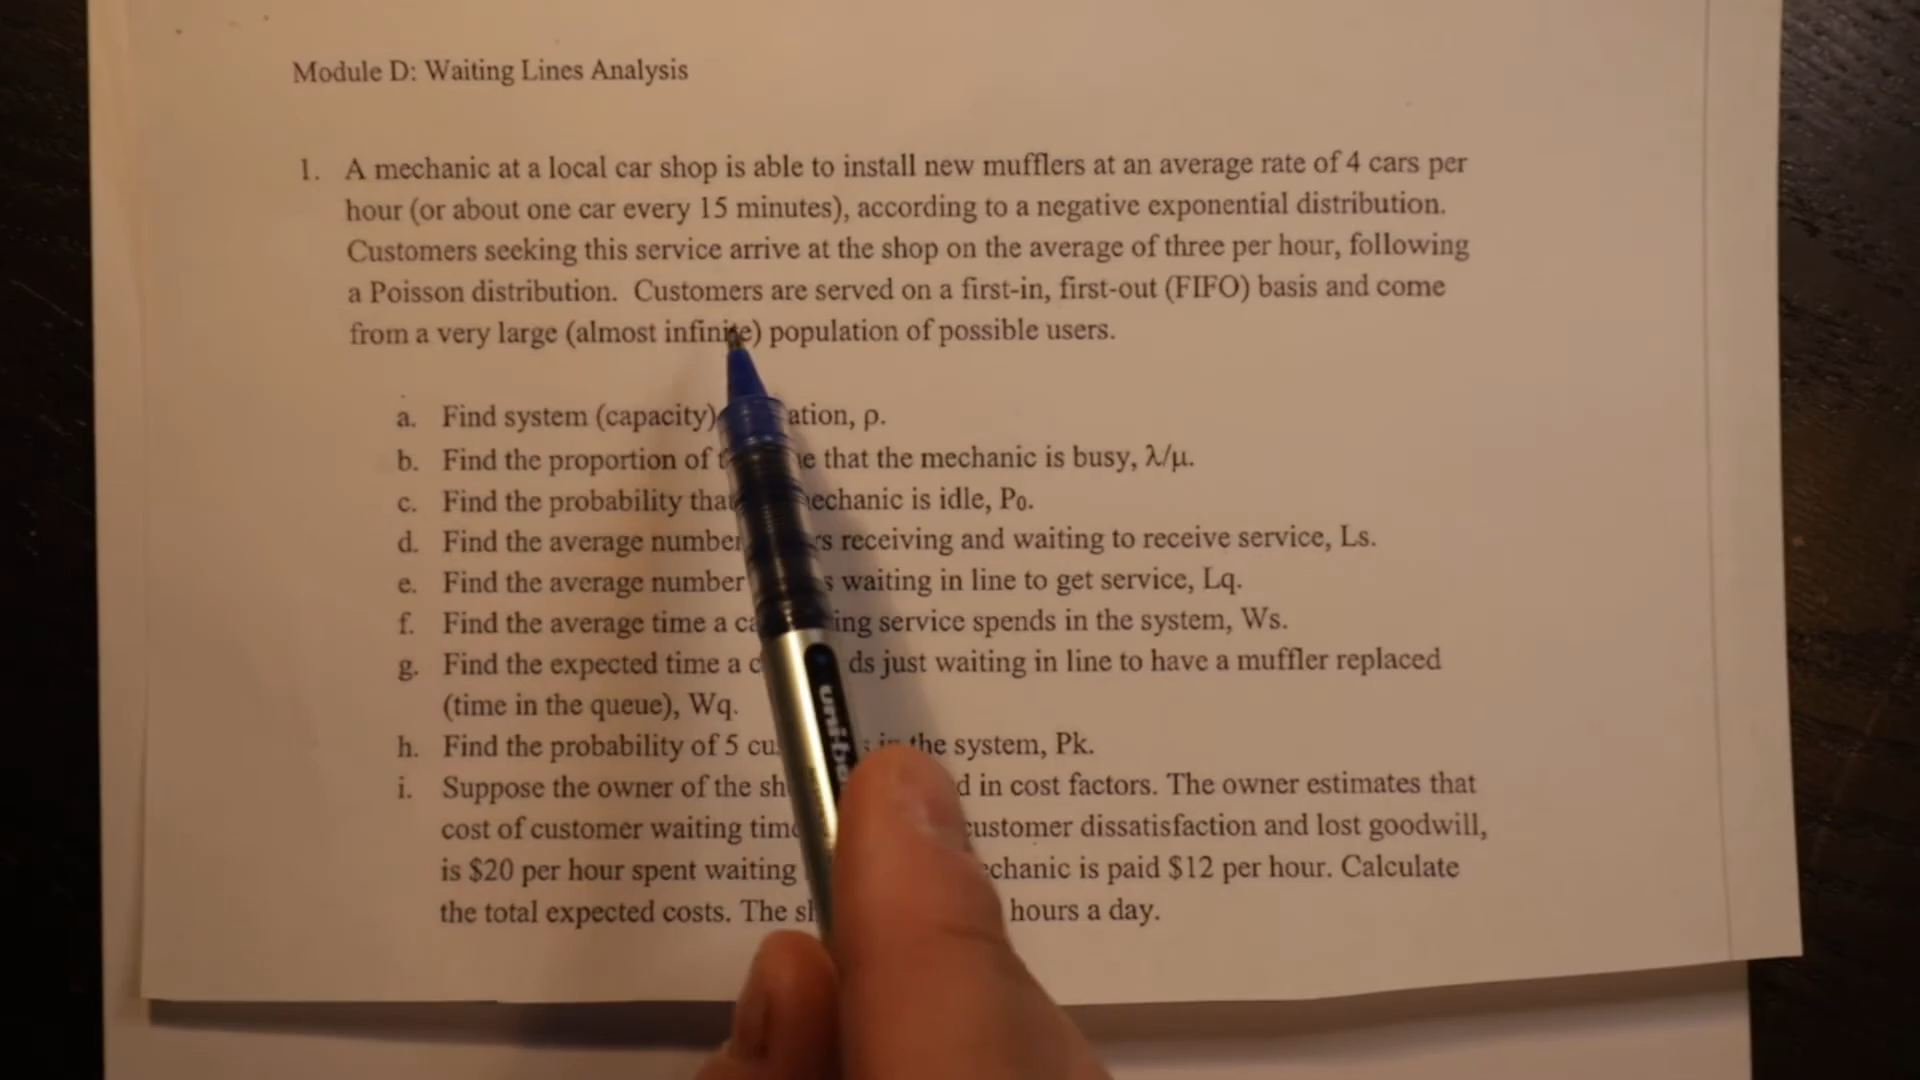 Module D: Waiting Lines Analysis
1. A mechanic at a local car shop is able to install new mufflers at an average rate of 4 cars per
hour (or about one car every 15 minutes), according to a negative exponential distribution.
Customers seeking this service arrive at the shop on the average of three per hour, following
a Poisson distribution. Customers are served on a first-in, first-out (FIFO) basis and come
from a very large (almost infinite) population of possible users.
a. Find system (capacity) ation, ρ.
b. Find the proportion of that the mechanic is busy, λ/μ.
c. Find the probability that mechanic is idle, P₀.
d. Find the average number receiving and waiting to receive service, Ls.
e. Find the average number waiting in line to get service, Lq.
f. Find the average time a ing service spends in the system, Ws.
g. Find the expected time a ds just waiting in line to have a muffler replaced
(time in the queue), Wq.
h. Find the probability of 5 in the system, Pk.
i. Suppose the owner of the d in cost factors. The owner estimates that
cost of customer waiting time customer dissatisfaction and lost goodwill,
is $20 per hour spent waiting mechanic is paid $12 per hour. Calculate
the total expected costs. The hours a day.
uni-ba